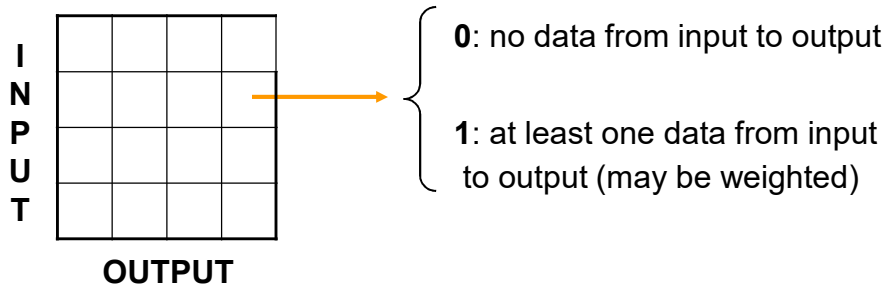 INPUT
0: no data from input to output
1: at least one data from input
to output (may be weighted)
OUTPUT